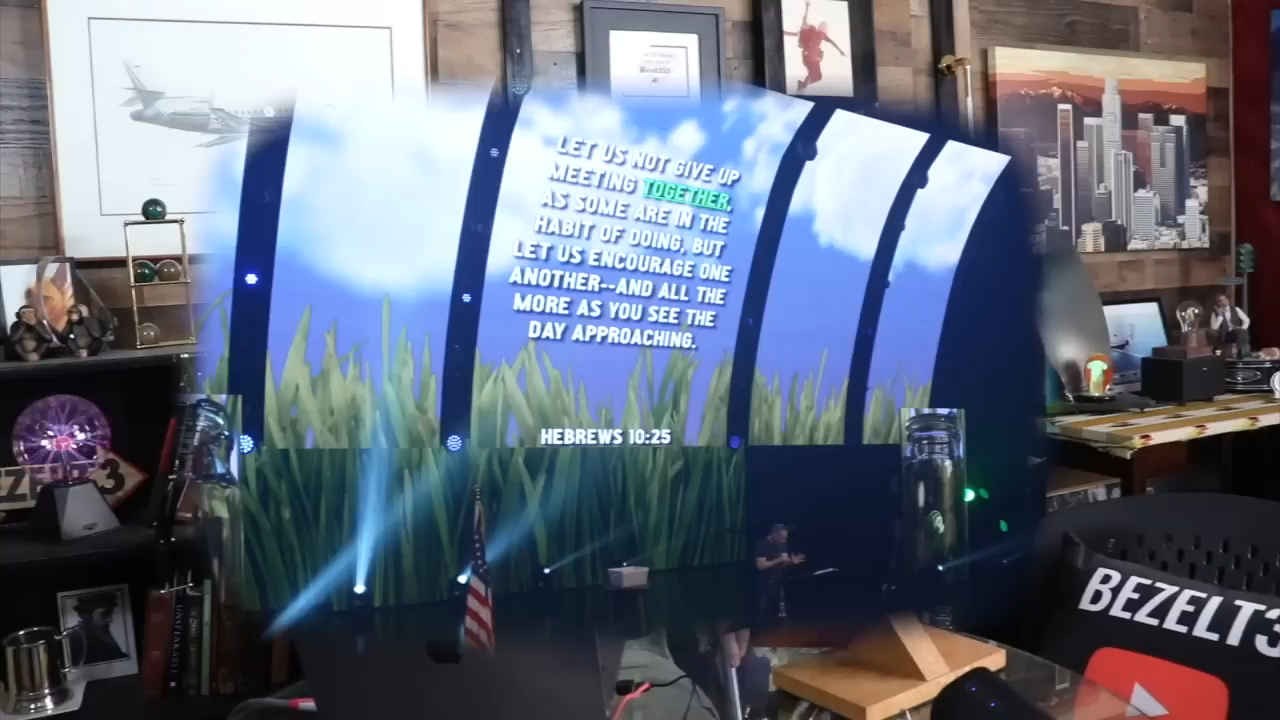 LET US NOT GIVE UP
MEETING TOGETHER,
AS SOME ARE IN THE
HABIT OF DOING, BUT
LET US ENCOURAGE ONE
ANOTHER--AND ALL THE
MORE AS YOU SEE THE
DAY APPROACHING.
HEBREWS 10:25
BEZELT3